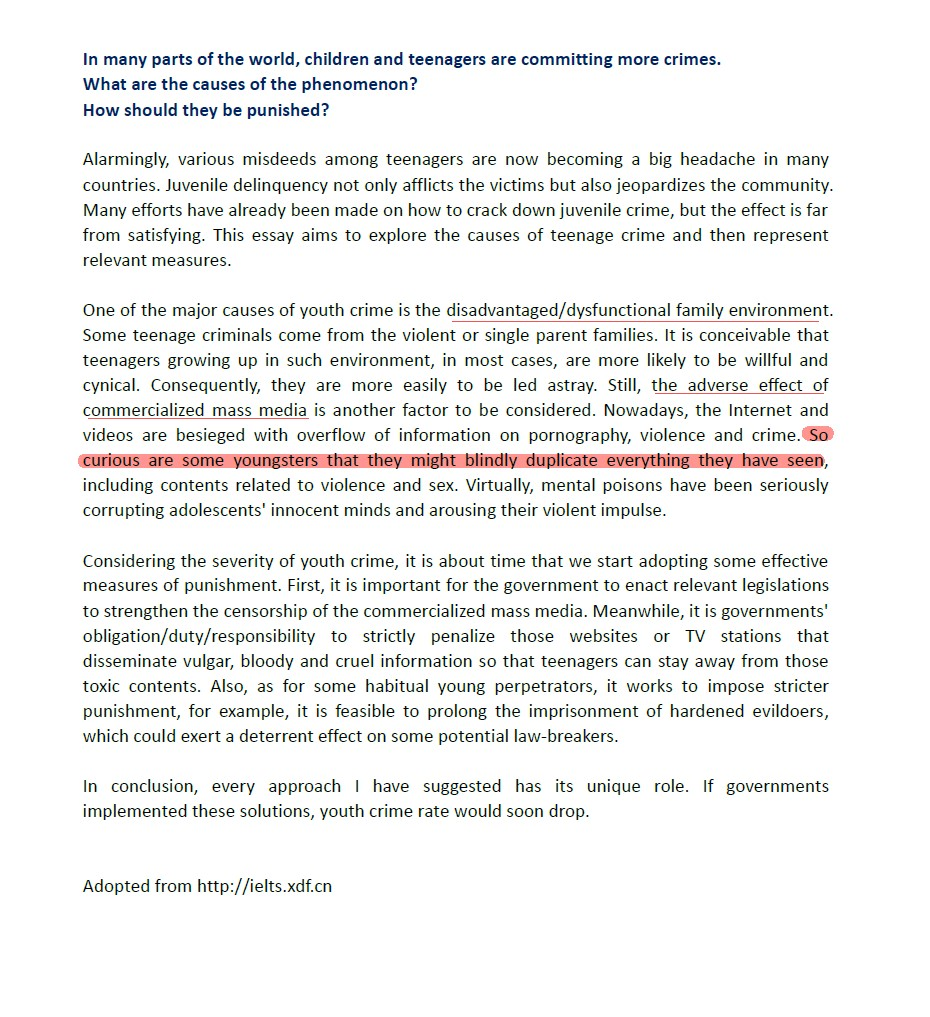 In many parts of the world, children and teenagers are committing more crimes.
What are the causes of the phenomenon?
How should they be punished?
Alarmingly, various misdeeds among teenagers are now becoming a big headache in many
countries. Juvenile delinquency not only afflicts the victims but also jeopardizes the community.
Many efforts have already been made on how to crack down juvenile crime, but the effect is far
from satisfying. This essay aims to explore the causes of teenage crime and then represent
relevant measures.
One of the major causes of youth crime is the disadvantaged/dysfunctional family environment.
Some teenage criminals come from the violent or single parent families. It is conceivable that
teenagers growing up in such environment, in most cases, are more likely to be willful and
cynical. Consequently, they are more easily to be led astray. Still, the adverse effect of
commercialized mass media is another factor to be considered. Nowadays, the Internet and
videos are besieged with overflow of information on pornography, violence and crime. So
curious are some youngsters that they might blindly duplicate everything they have seen,
including contents related to violence and sex. Virtually, mental poisons have been seriously
corrupting adolescents' innocent minds and arousing their violent impulse.
Considering the severity of youth crime, it is about time that we start adopting some effective
measures of punishment. First, it is important for the government to enact relevant legislations
to strengthen the censorship of the commercialized mass media. Meanwhile, it is governments'
obligation/duty/responsibility to strictly penalize those websites or TV stations that
disseminate vulgar, bloody and cruel information so that teenagers can stay away from those
toxic contents. Also, as for some habitual young perpetrators, it works to impose stricter
punishment, for example, it is feasible to prolong the imprisonment of hardened evildoers,
which could exert a deterrent effect on some potential law-breakers.
In conclusion, every approach I have suggested has its unique role. If governments
implemented these solutions, youth crime rate would soon drop.
Adopted from http://ielts.xdf.cn